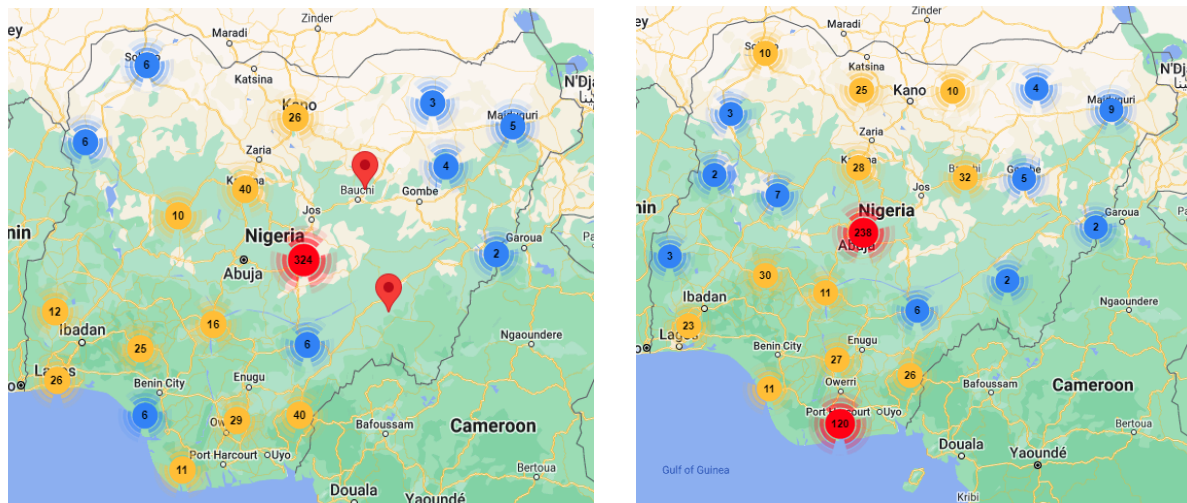 Zinder
Maradi
6
Katsina
N'Dj
3
Kano
26
Maiduguri
5
6
Zaria
4
40
Bauchi
Gombe
10
Jos
Nigeria
324
Garoua
2
Abuja
12
16
Ibadan
6
Ngaoundere
25
26
Lagos
Benin City
Enugu
6
29
40
Bafoussam
Cameroon
11
Port Harcourt
Uyo
Bertoua
Douala
Yaoundé
ey
Zinder
Maradi
10
Katsina
N'Dja
25
Kano
10
4
Maiduguri
9
3
Zaria
28
2
Bauchi
32
Gombe
5
7
Jos
Nigeria
Garoua
238
Abuja
2
3
30
2
11
Ibadan
6
Ngaoundere
23
Lagos
Benin City
Enugu
27
26
11
Owerri
Bafoussam
Cameroon
Port Harcourt
Uyo
120
Bertoua
Douala
Yaoundé
Gulf of Guinea
Kribi